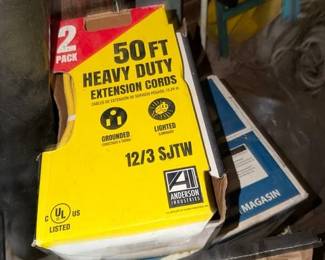 2
PACK
50 FT
HEAVY DUTY
EXTENSION CORDS
GROUNDED
LIGHTED
12/3 SJTW
C UL US
LISTED
ANDERSON
INDUSTRIES
MAGASIN